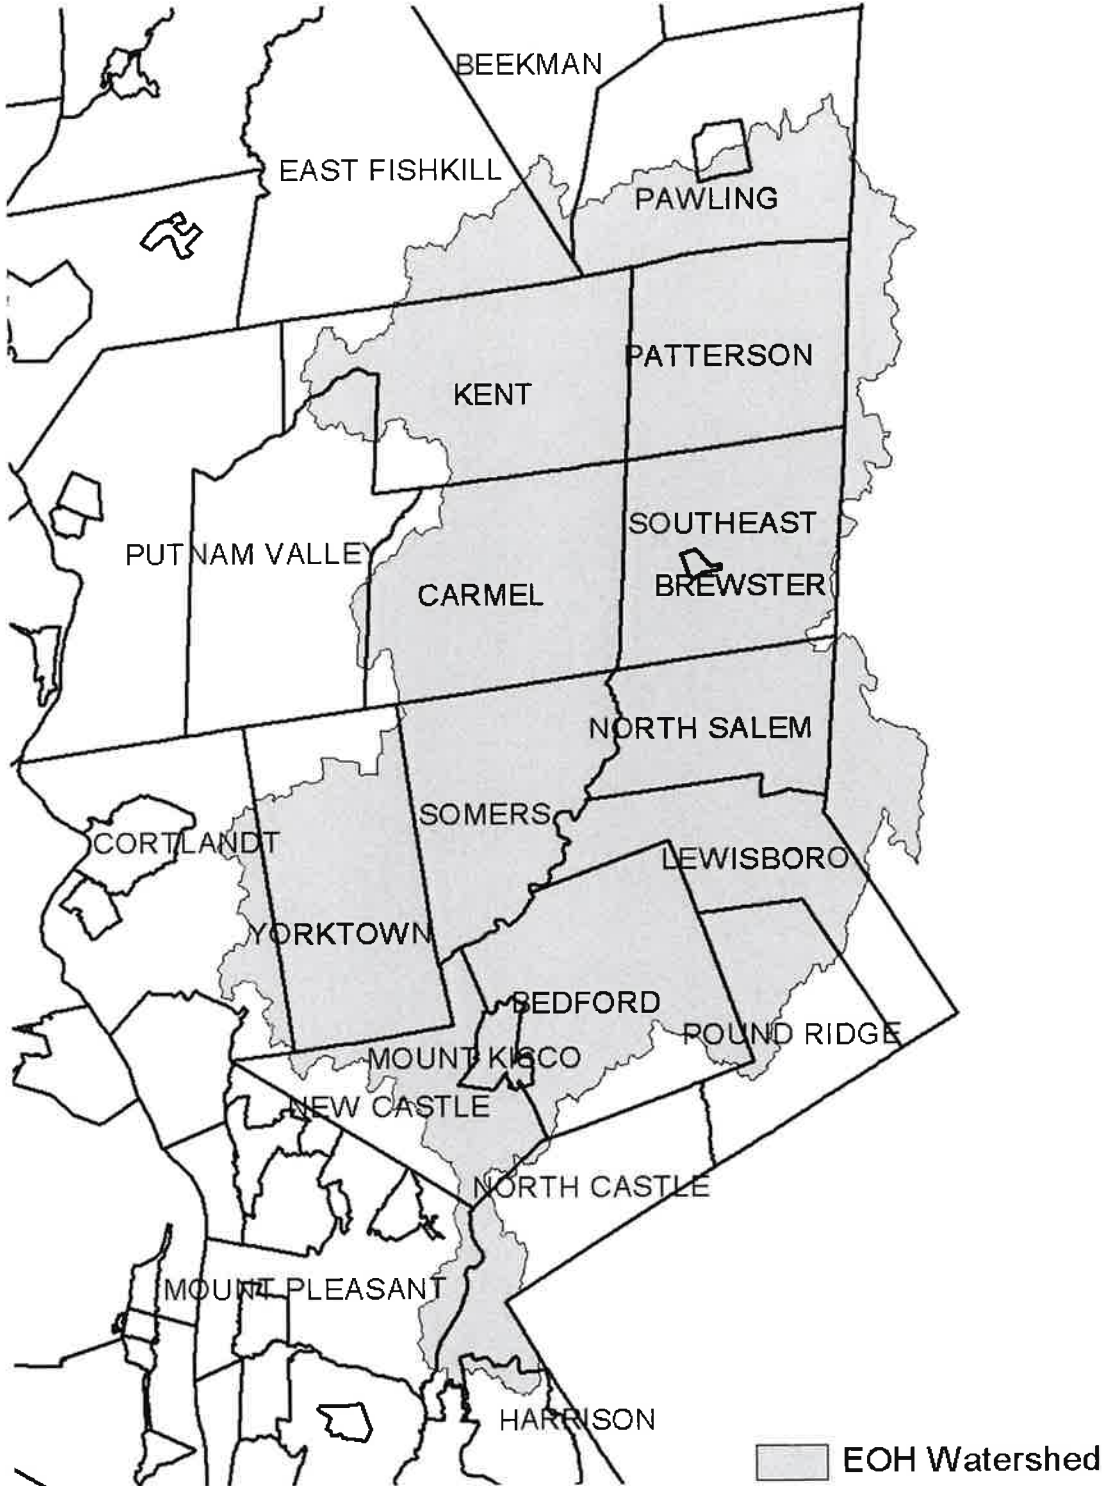 BEEKMAN
EAST FISHKILL
PAWLING
PATTERSON
KENT
SOUTHEAST
PUTNAM VALLEY
BREWSTER
CARMEL
NORTH SALEM
SOMERS
CORTLANDT
LEWISBORO
YORKTOWN
BEDFORD
POUND RIDGE
MOUNT KISCO
NEW CASTLE
NORTH CASTLE
MOUNT PLEASANT
HARRISON
EOH Watershed